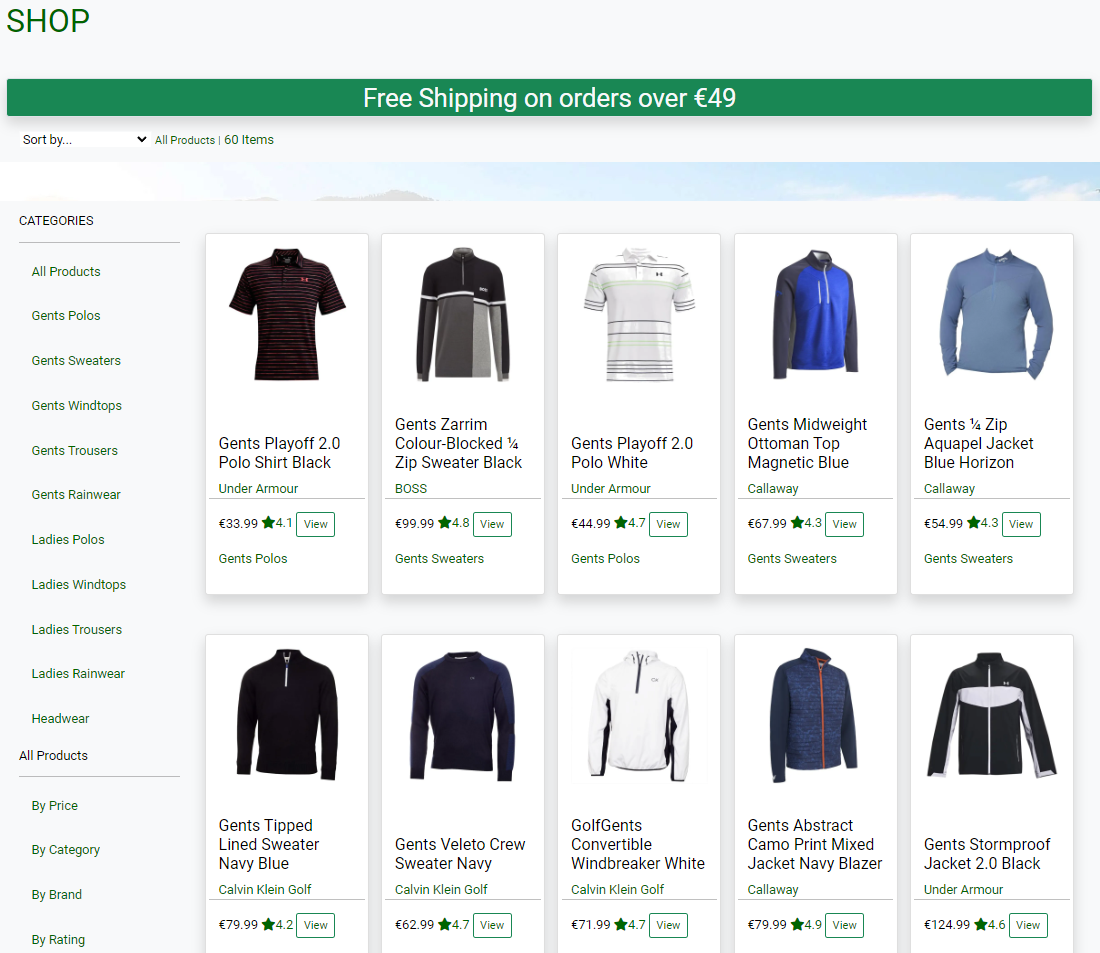 SHOP
Free Shipping on orders over €49
Sort by...
All Products | 60 Items
CATEGORIES
All Products
Gents Polos
Gents Sweaters
Gents Windtops
Gents Trousers
Gents Rainwear
Ladies Polos
Ladies Windtops
Ladies Trousers
Ladies Rainwear
Headwear
All Products
By Price
By Category
By Brand
By Rating
Gents Playoff 2.0
Polo Shirt Black
Under Armour
€33.99 4.1 View
Gents Polos
BOSS
Gents Zarrim
Colour-Blocked ¼
Zip Sweater Black
BOSS
€99.99 4.8 View
Gents Sweaters
Gents Playoff 2.0
Polo White
Under Armour
€44.99 4.7 View
Gents Polos
Gents Midweight
Ottoman Top
Magnetic Blue
Callaway
€67.99 4.3 View
Gents Sweaters
Gents ¼ Zip
Aquapel Jacket
Blue Horizon
Callaway
€54.99 4.3 View
Gents Sweaters
Gents Tipped
Lined Sweater
Navy Blue
Calvin Klein Golf
€79.99 4.2 View
Gents Veleto Crew
Sweater Navy
Calvin Klein Golf
€62.99 4.7 View
GolfGents
Convertible
Windbreaker White
Calvin Klein Golf
€71.99 4.7 View
Gents Abstract
Camo Print Mixed
Jacket Navy Blazer
Callaway
€79.99 4.9 View
Gents Stormproof
Jacket 2.0 Black
Under Armour
€124.99 4.6 View